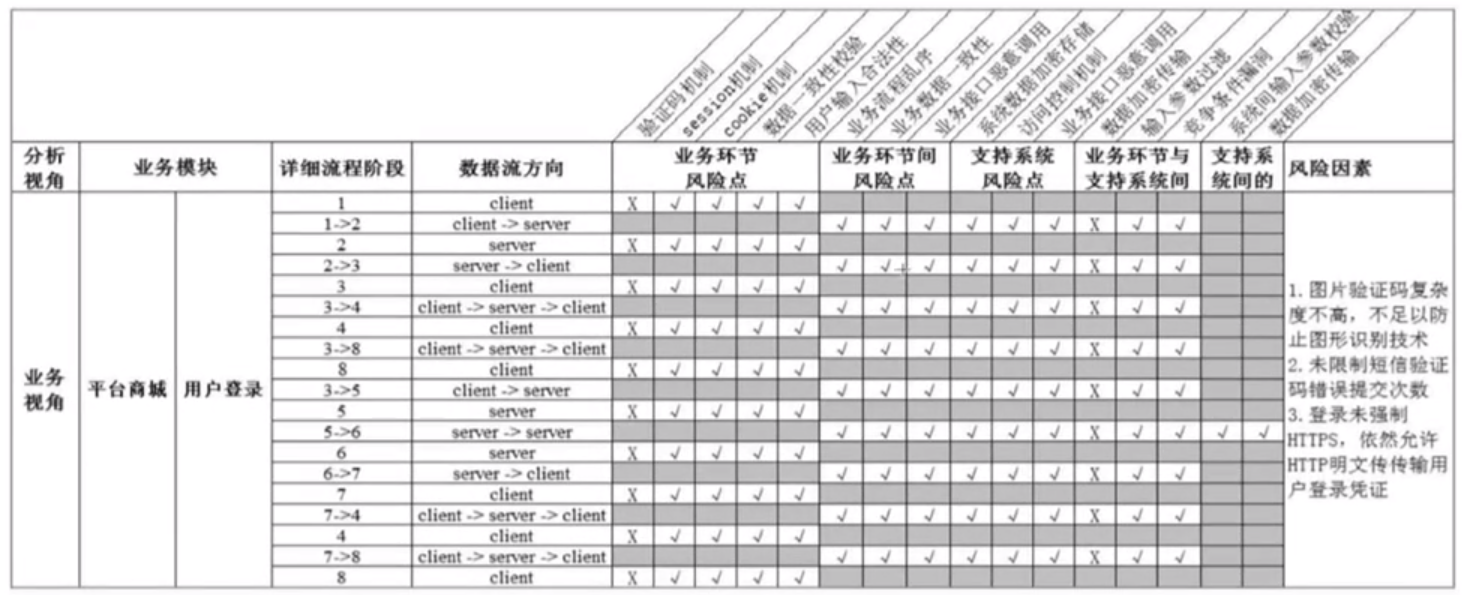 验证码机制
session机制
cookie机制
数据一致性校验
用户输入合法性
业务流程乱序
业务数据一致性
业务接口恶意调用
系统数据加密存储
访问控制机制
业务接口恶意调用
数据加密传输
输入参数过滤
竞争条件漏洞
系统间输入参数校验
数据加密传输
分析视角 业务模块 详细流程阶段 数据流方向 业务环节风险点 业务环节间风险点 支持系统风险点 业务环节与支持系统间 支持系统间的 风险因素
业务视角 平台商城 用户登录
1 client X √ √ √ √
1->2 client -> server √ √ √ √ √ √ X √ √
2 server X √ √ √ √
2->3 server -> client √ √ √ √ √ √ X √ √
3 client X √ √ √ √
3->4 client -> server -> client √ √ √ √ √ √ X √ √
4 client X √ √ √ √
3->8 client -> server -> client √ √ √ √ √ √ X √ √
8 client X √ √ √ √
3->5 client -> server √ √ √ √ √ √ X √ √
5 server X √ √ √ √
5->6 server -> server √ √ √ √ √ √ X √ √ √ √
6 server X √ √ √ √
6->7 server -> client √ √ √ √ √ √ X √ √
7 client X √ √ √ √
7->4 client -> server -> client √ √ √ √ √ √ X √ √
4 client X √ √ √ √
7->8 client -> server -> client √ √ √ √ √ √ X √ √
8 client X √ √ √ √
1.图片验证码复杂
度不高，不足以防
止图形识别技术
2.未限制短信验证
码错误提交次数
3.登录未强制
HTTPS，依然允许
HTTP明文传传输用
户登录凭证